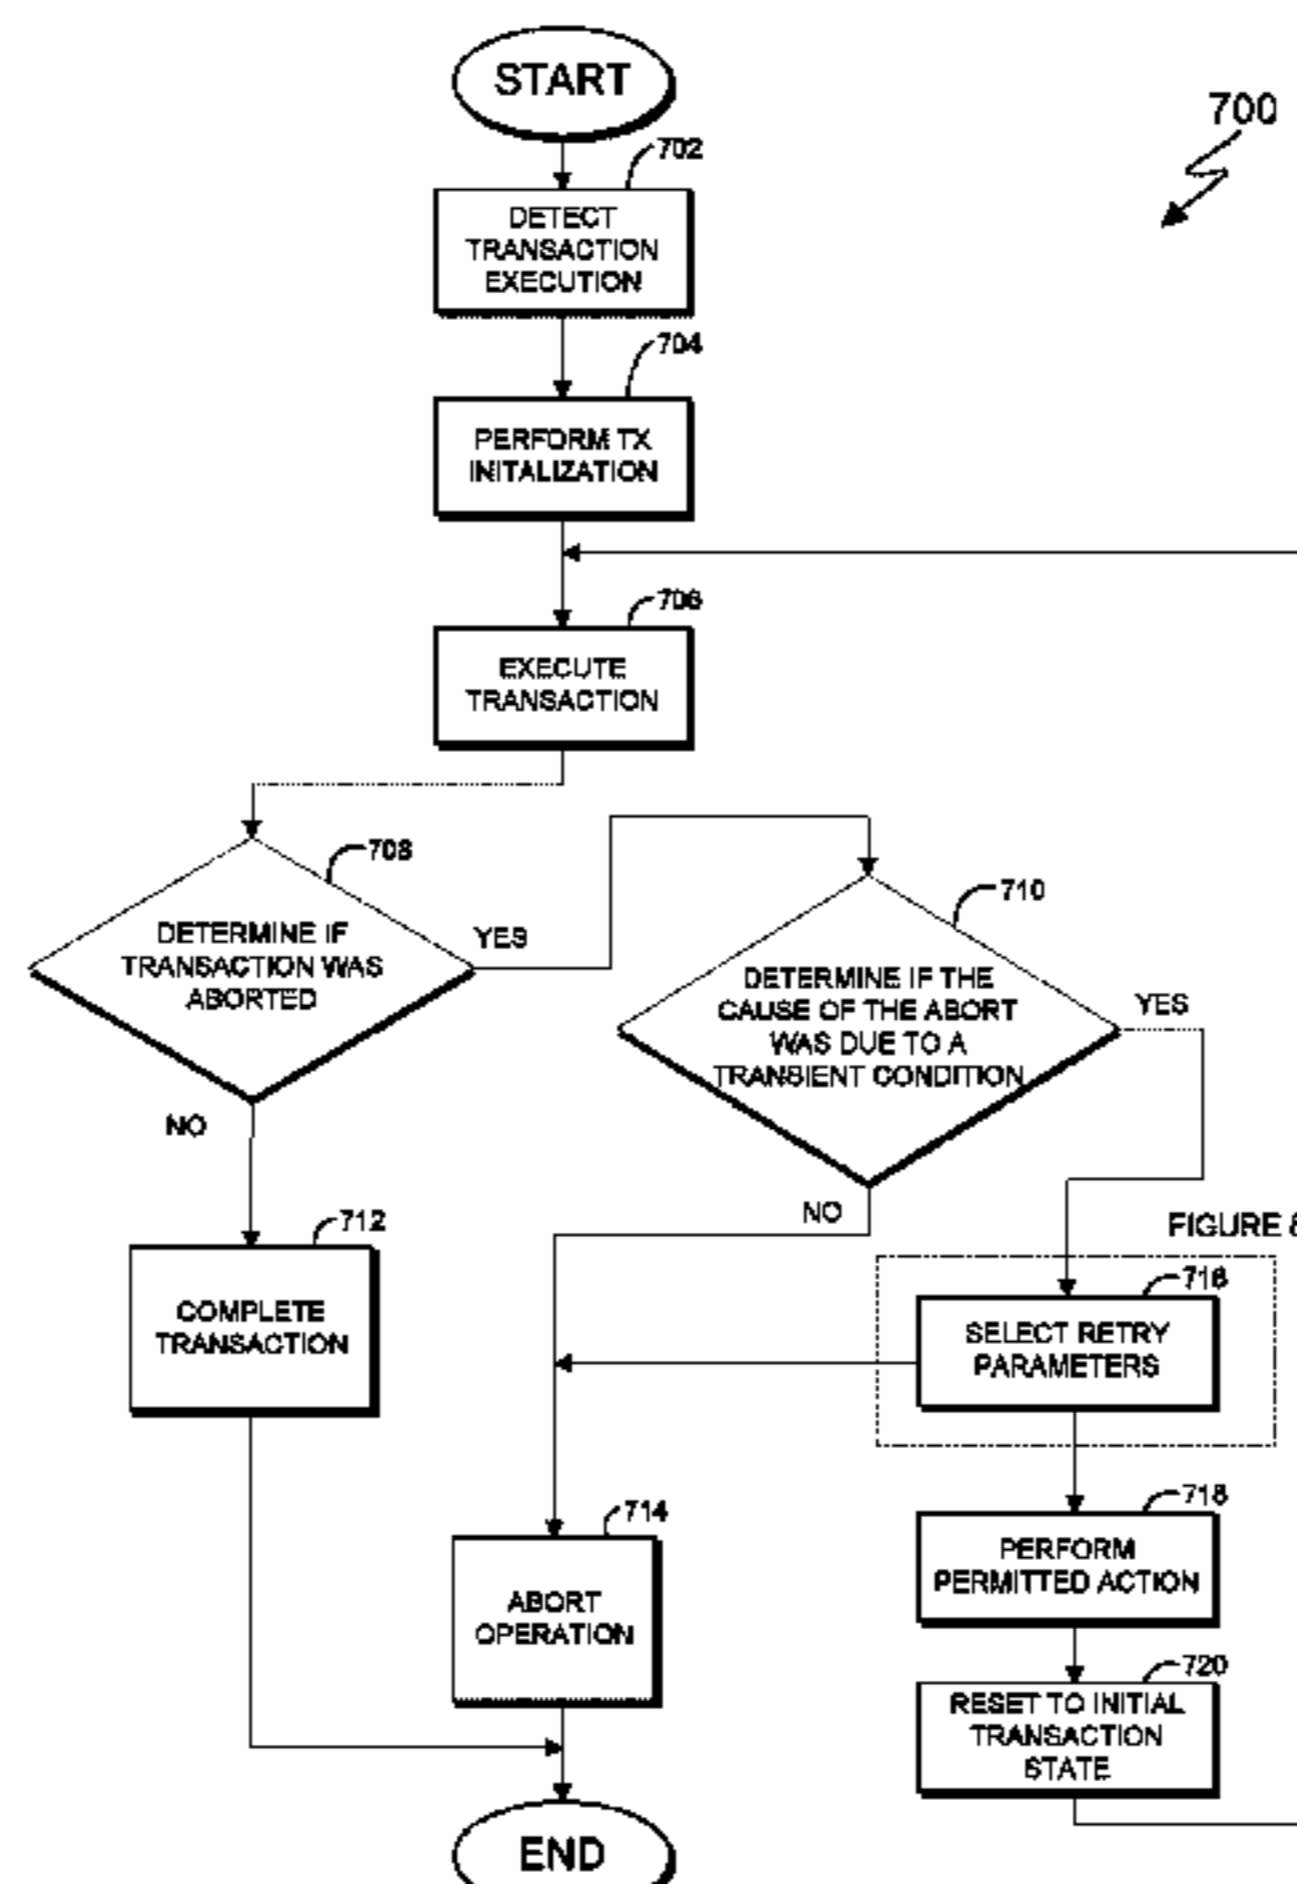 START
700
702
DETECT
TRANSACTION
EXECUTION
704
PERFORM TX
INITALIZATION
706
EXECUTE
TRANSACTION
708
DETERMINE IF
TRANSACTION WAS
ABORTED
YES
NO
710
DETERMINE IF THE
CAUSE OF THE ABORT
WAS DUE TO A
TRANSIENT CONDITION
YES
NO
712
COMPLETE
TRANSACTION
FIGURE 8
716
SELECT RETRY
PARAMETERS
714
ABORT
OPERATION
718
PERFORM
PERMITTED ACTION
720
RESET TO INITIAL
TRANSACTION
STATE
END